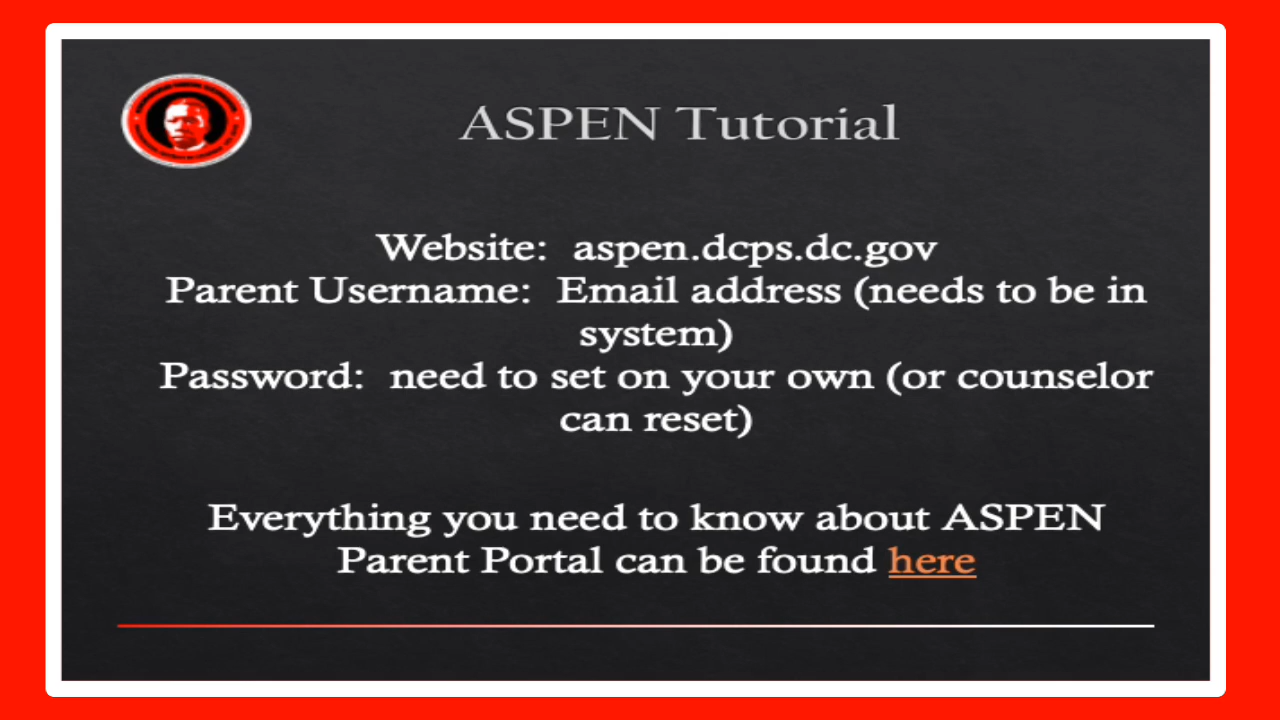 ASPEN Tutorial
Website:  aspen.dcps.dc.gov
Parent Username:  Email address (needs to be in
system)
Password:  need to set on your own (or counselor
can reset)
Everything you need to know about ASPEN
Parent Portal can be found here